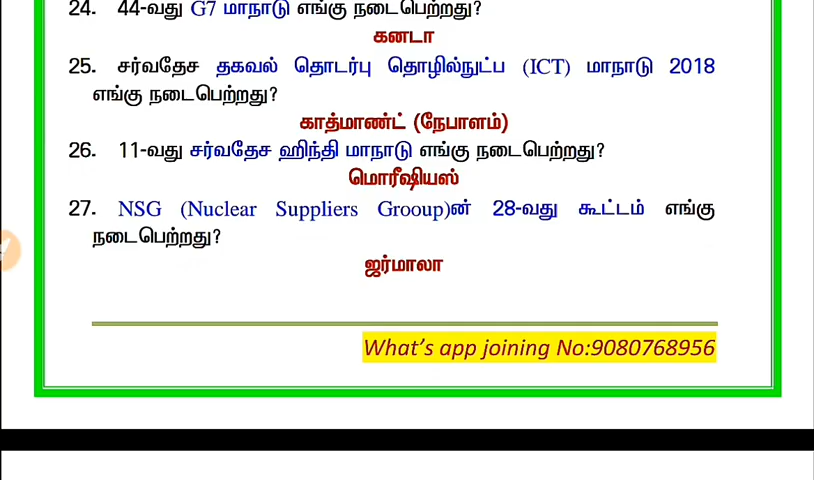 24. 44-வது G7 மாநாடு எங்கு நடைபெற்றது?
கனடா
25. சர்வதேச தகவல் தொடர்பு தொழில்நுட்ப (ICT) மாநாடு 2018
எங்கு நடைபெற்றது?
காத்மாண்ட் (நேபாளம்)
26. 11-வது சர்வதேச ஹிந்தி மாநாடு எங்கு நடைபெற்றது?
மொரீஷியஸ்
27. NSG (Nuclear Suppliers Grooup)ன் 28-வது கூட்டம் எங்கு
நடைபெற்றது?
ஜர்மாலா
What's app joining No:9080768956